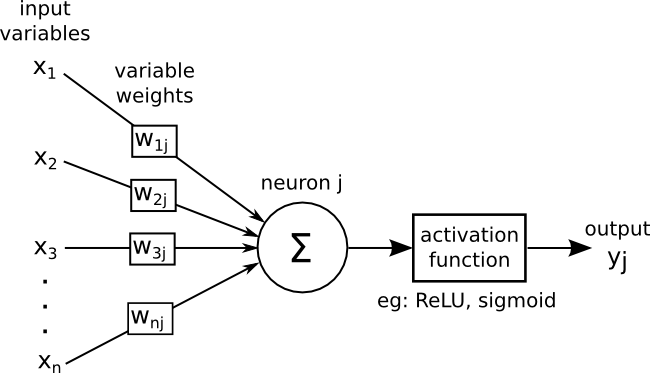 input
variables
x1
variable
weights
w1j
x2
w2j
neuron j
x3
w3j
Σ
activation
function
output
yj
eg: ReLU, sigmoid
wnj
xn